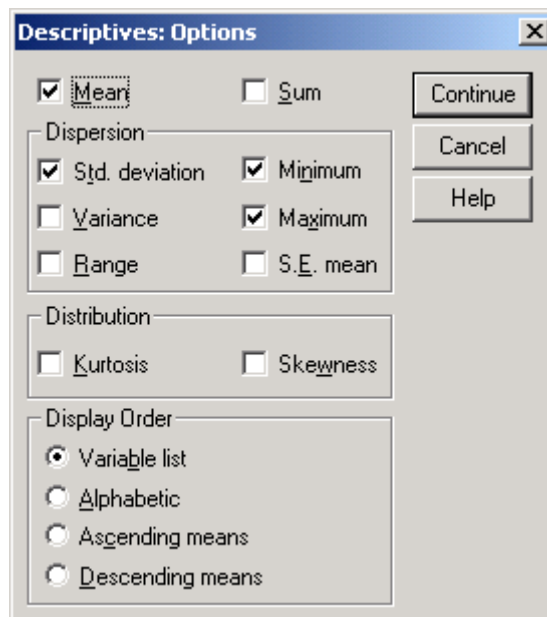 Descriptives: Options
Mean Sum
Continue
Dispersion
Cancel
Std. deviation Minimum
Help
Variance Maximum
Range S.E. mean
Distribution
Kurtosis Skewness
Display Order
Variable list
Alphabetic
Ascending means
Descending means